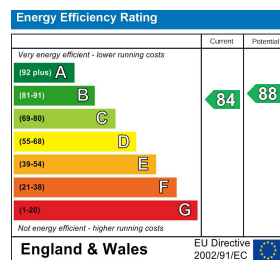 Energy Efficiency Rating
Current Potential
Very energy efficient - lower running costs
(92 plus) A
(81-91) B
(69-80) C
(55-68) D
(39-54) E
(21-38) F
(1-20) G
84
88
Not energy efficient - higher running costs
England & Wales
EU Directive
2002/91/EC